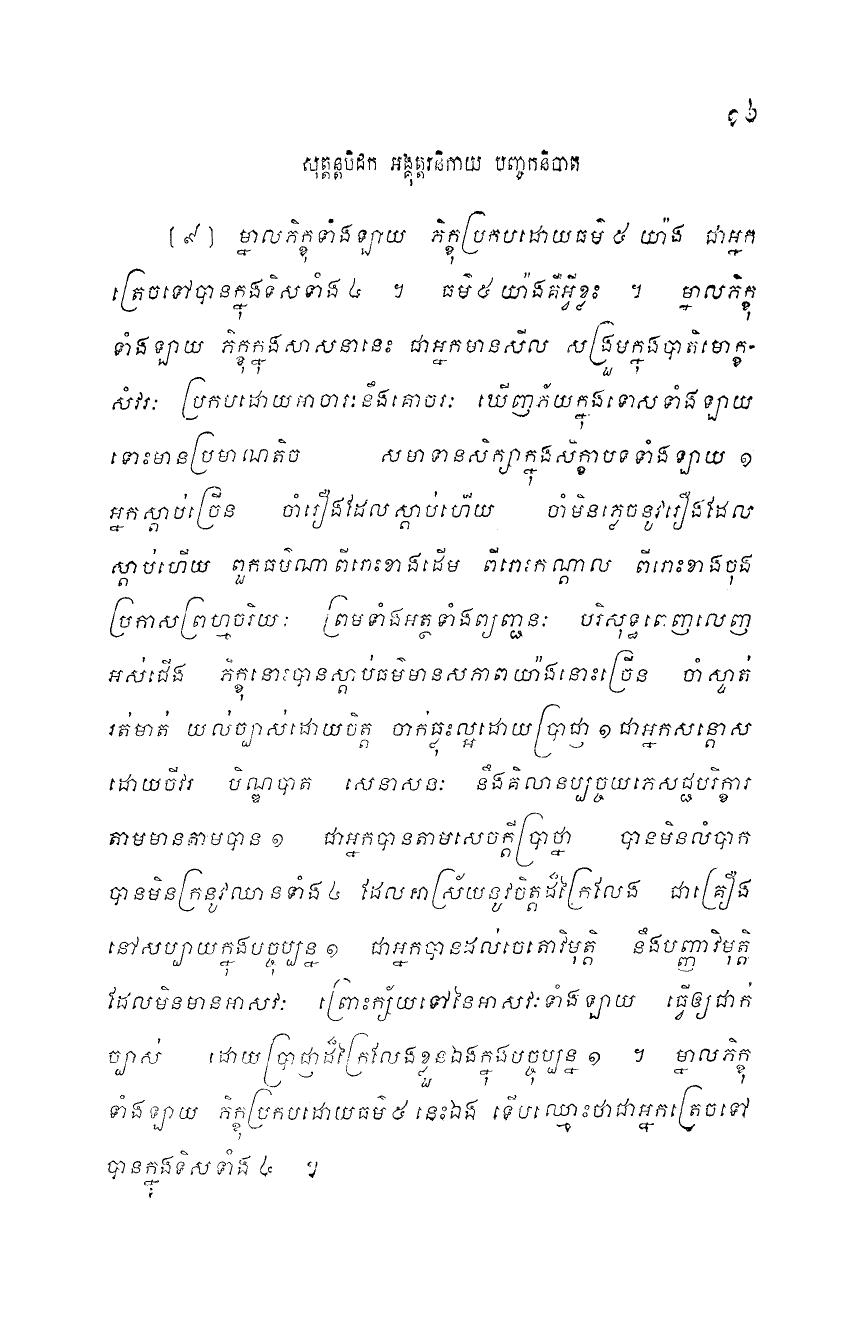 ១៦
សុត្តន្តបិដក អង្គុត្តរនិកាយ បញ្ចកនិបាត
[៩] ម្នាលភិក្ខុទាំងឡាយ ភិក្ខុប្រកបដោយធម៌ ៥ យ៉ាង ជាអ្នក
ត្រេចទៅបានក្នុងទិសទាំង ៤ ។ ធម៌ ៥ យ៉ាងគឺអ្វីខ្លះ ។ ម្នាលភិក្ខុ
ទាំងឡាយ ភិក្ខុក្នុងសាសនានេះ ជាអ្នកមានសីល សង្រួមក្នុងបាតិមោក្ខ-
សំវរៈ ប្រកបដោយអាចារៈនឹងគោចរៈ ឃើញភ័យក្នុងទោសទាំងឡាយ
ទោះមានប្រមាណតិច សមាទានសិក្សាក្នុងសិក្ខាបទទាំងឡាយ ១
អ្នកស្តាប់ច្រើន ចាំរឿងដែលស្តាប់ហើយ ចាំមិនភ្លេចនូវរឿងដែល
ស្តាប់ហើយ ពួកធម៌ណាពីរោះខាងដើម ពីរោះកណ្តាល ពីរោះខាងចុង
ប្រកាសព្រហ្មចរិយៈ ព្រមទាំងអត្ថទាំងព្យញ្ជនៈ បរិសុទ្ធពេញលេញ
អស់ជើង ភិក្ខុនោះបានស្តាប់ធម៌មានសភាពយ៉ាងនោះច្រើន ចាំស្ទាត់
រត់មាត់ យល់ច្បាស់ដោយចិត្ត ចាក់ធ្លុះល្អដោយប្រាជ្ញា ១ ជាអ្នកសន្តោស
ដោយចីវរ បិណ្ឌបាត សេនាសនៈ នឹងគិលានប្បច្ចយភេសជ្ជបរិក្ខារ
តាមមានតាមបាន ១ ជាអ្នកបានតាមសេចក្តីប្រាថ្នា បានមិនលំបាក
បានមិនក្រនូវឈានទាំង ៤ ដែលអាស្រ័យនូវចិត្តដ៏ក្រៃលែង ជាគ្រឿង
នៅសប្បាយក្នុងបច្ចុប្បន្ន ១ ជាអ្នកបានដល់ចេតោវិមុត្តិ នឹងបញ្ញាវិមុត្តិ
ដែលមិនមានអាសវៈ ព្រោះក្ស័យទៅនៃអាសវៈទាំងឡាយ ធ្វើឲ្យជាក់
ច្បាស់ ដោយប្រាជ្ញាដ៏ក្រៃលែងខ្លួនឯងក្នុងបច្ចុប្បន្ន ១ ។ ម្នាលភិក្ខុ
ទាំងឡាយ ភិក្ខុប្រកបដោយធម៌ ៥ នេះឯង ទើបឈ្មោះថាជាអ្នកត្រេចទៅ
បានក្នុងទិសទាំង ៤ ។